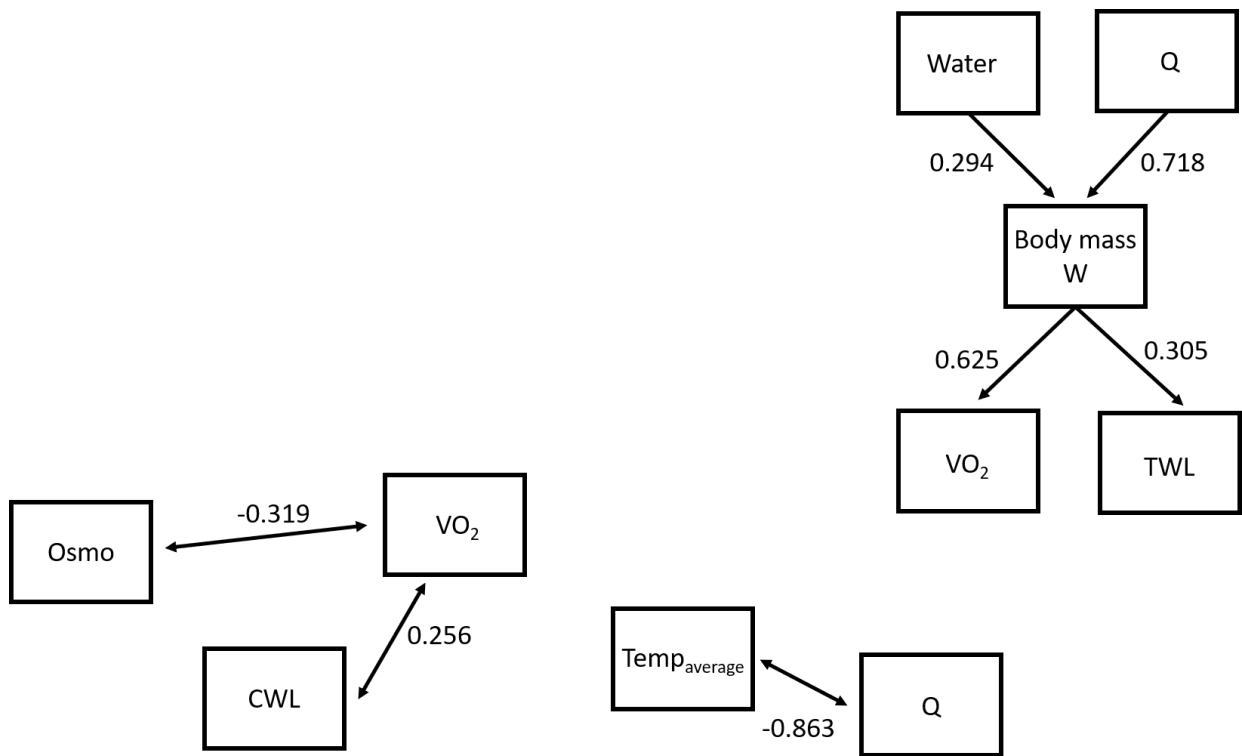 Water
Q
0.294
0.718
Body mass
W
0.625
0.305
VO₂
TWL
Osmo
-0.319
VO₂
0.256
CWL
Temp_average
-0.863
Q